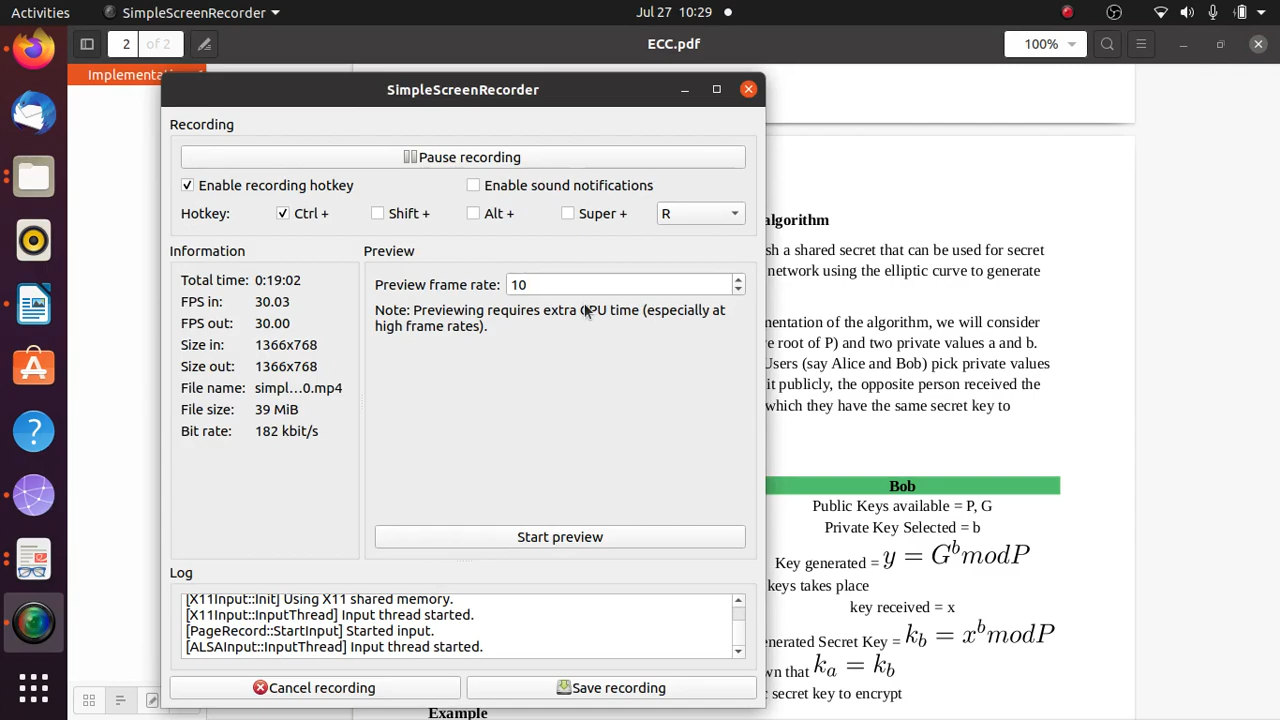 Activities
SimpleScreenRecorder
Jul 27 10:29
2 of 2
ECC.pdf
100%
SimpleScreenRecorder
Recording
Pause recording
Enable recording hotkey
Enable sound notifications
Hotkey:
Ctrl +
Shift +
Alt +
Super +
R
Information
Total time: 0:19:02
FPS in: 30.03
FPS out: 30.00
Size in: 1366x768
Size out: 1366x768
File name: simpl...0.mp4
File size: 39 MiB
Bit rate: 182 kbit/s
Preview
Preview frame rate: 10
Note: Previewing requires extra CPU time (especially at
high frame rates).
Start preview
Log
[X11Input::Init] Using X11 shared memory.
[X11Input::InputThread] Input thread started.
[PageRecord::StartInput] Started input.
[ALSAInput::InputThread] Input thread started.
Cancel recording
Save recording
algorithm
sh a shared secret that can be used for secret
network using the elliptic curve to generate
mentation of the algorithm, we will consider
e root of P) and two private values a and b.
Users (say Alice and Bob) pick private values
it publicly, the opposite person received the
which they have the same secret key to
Bob
Public Keys available = P, G
Private Key Selected = b
Key generated = y = G^b mod P
keys takes place
key received = x
enerated Secret Key = k_b = x^b mod P
wn that k_a = k_b
c secret key to encrypt
Example